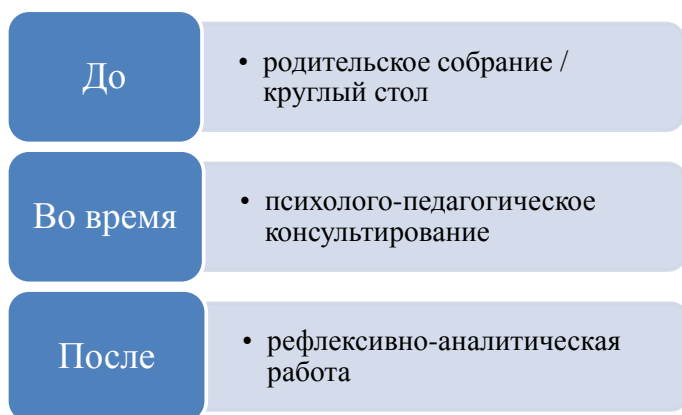 До
• родительское собрание /
круглый стол
Во время
• психолого-педагогическое
консультирование
После
• рефлексивно-аналитическая
работа